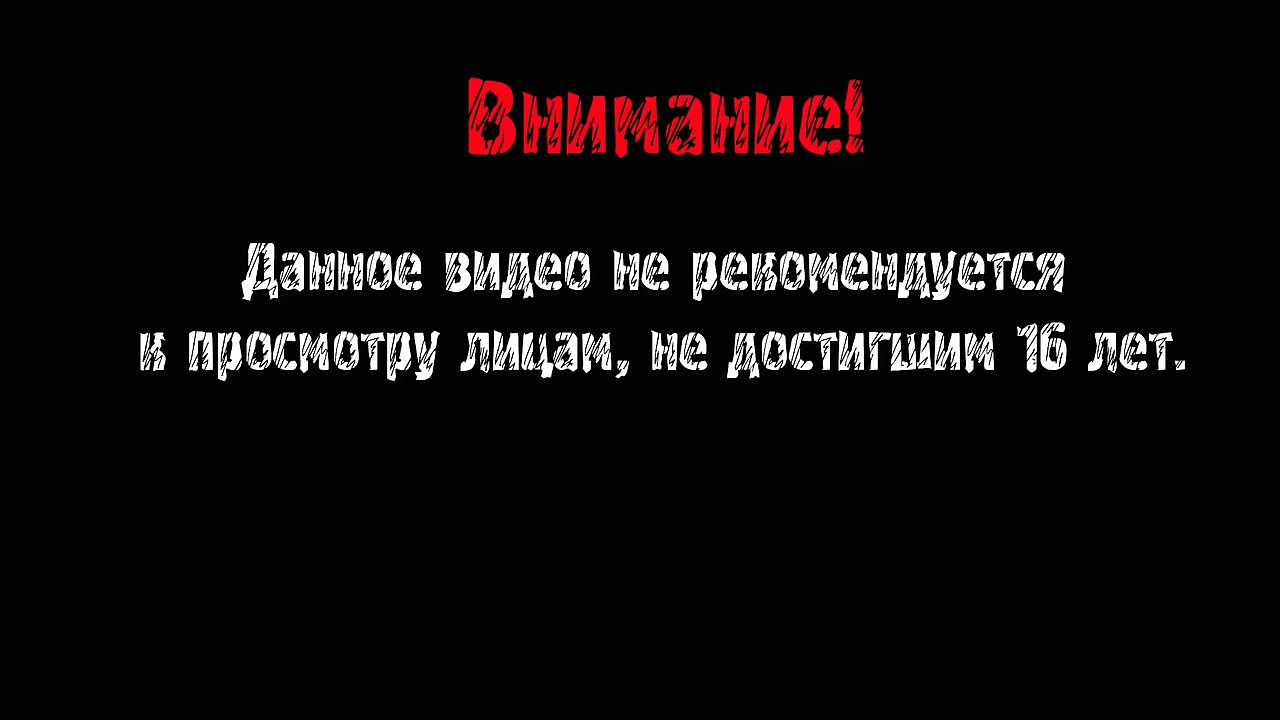 Внимание!
Данное видео не рекомендуется
к просмотру лицам, не достигшим 16 лет.